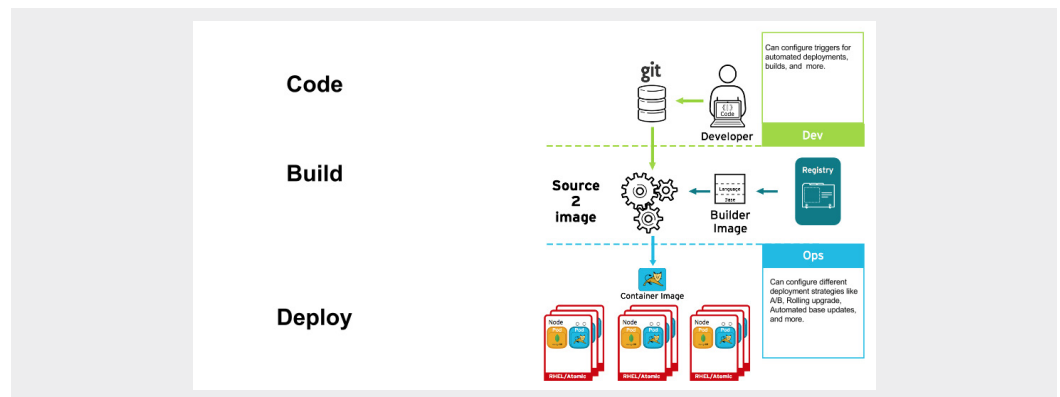 Code
git
{ }
Code
Developer
Can configure triggers for
automated deployments,
builds, and more.
Dev
Build
Source
2
image
Language
Base
Builder
Image
Registry
Deploy
Container Image
Node
Pod
Pod
RHEL/Atomic
Node
Pod
Pod
RHEL/Atomic
Node
Pod
Pod
RHEL/Atomic
Ops
Can configure different
deployment strategies like
A/B, Rolling upgrade,
Automated base updates,
and more.